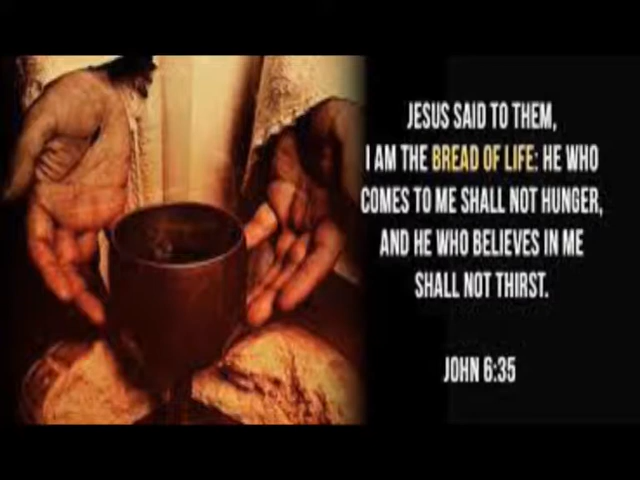 JESUS SAID TO THEM,
I AM THE BREAD OF LIFE: HE WHO
COMES TO ME SHALL NOT HUNGER,
AND HE WHO BELIEVES IN ME
SHALL NOT THIRST.
JOHN 6:35